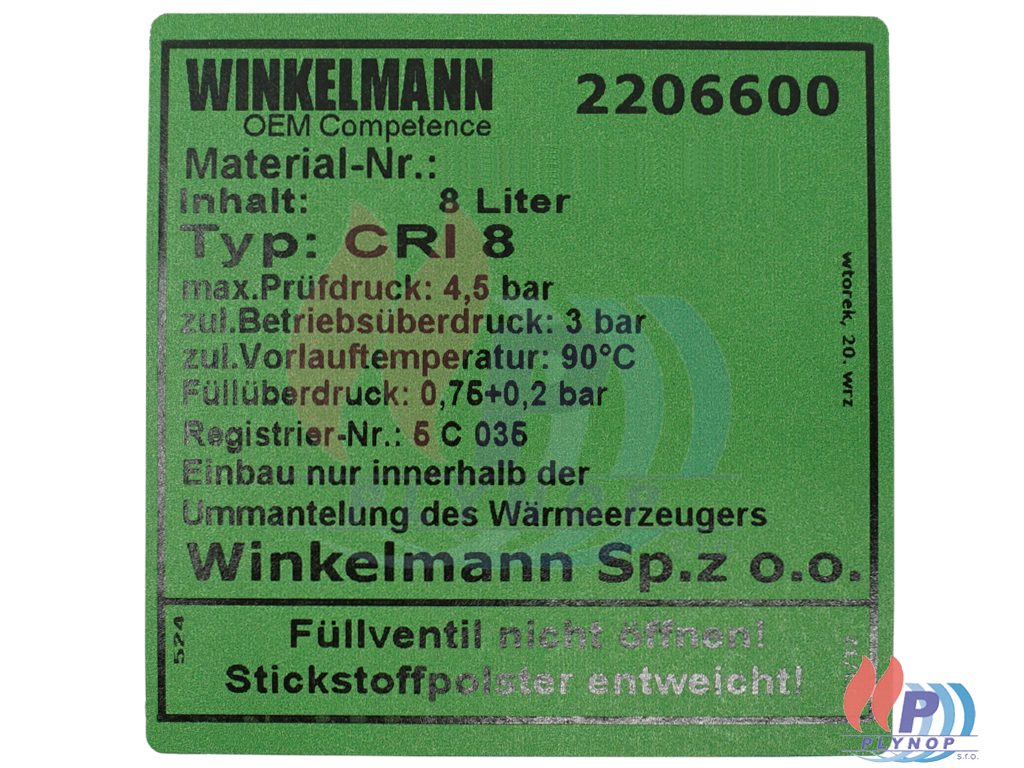 WINKELMANN
OEM Competence
2206600
Material-Nr.:
Inhalt: 8 Liter
Typ: CRI 8
max.Prüfdruck: 4,5 bar
zul.Betriebsüberdruck: 3 bar
zul.Vorlauftemperatur: 90°C
Füllüberdruck: 0,75+0,2 bar
Registrier-Nr.: 5 C 035
Einbau nur innerhalb der
Ummantelung des Wärmeerzeugers
Winkelmann Sp.z o.o.
wtorek, 20. wrz
524
Füllventil nicht öffnen!
Stickstoffpolster entweicht!
PLYNOP
P
PLYNOP
s.r.o.